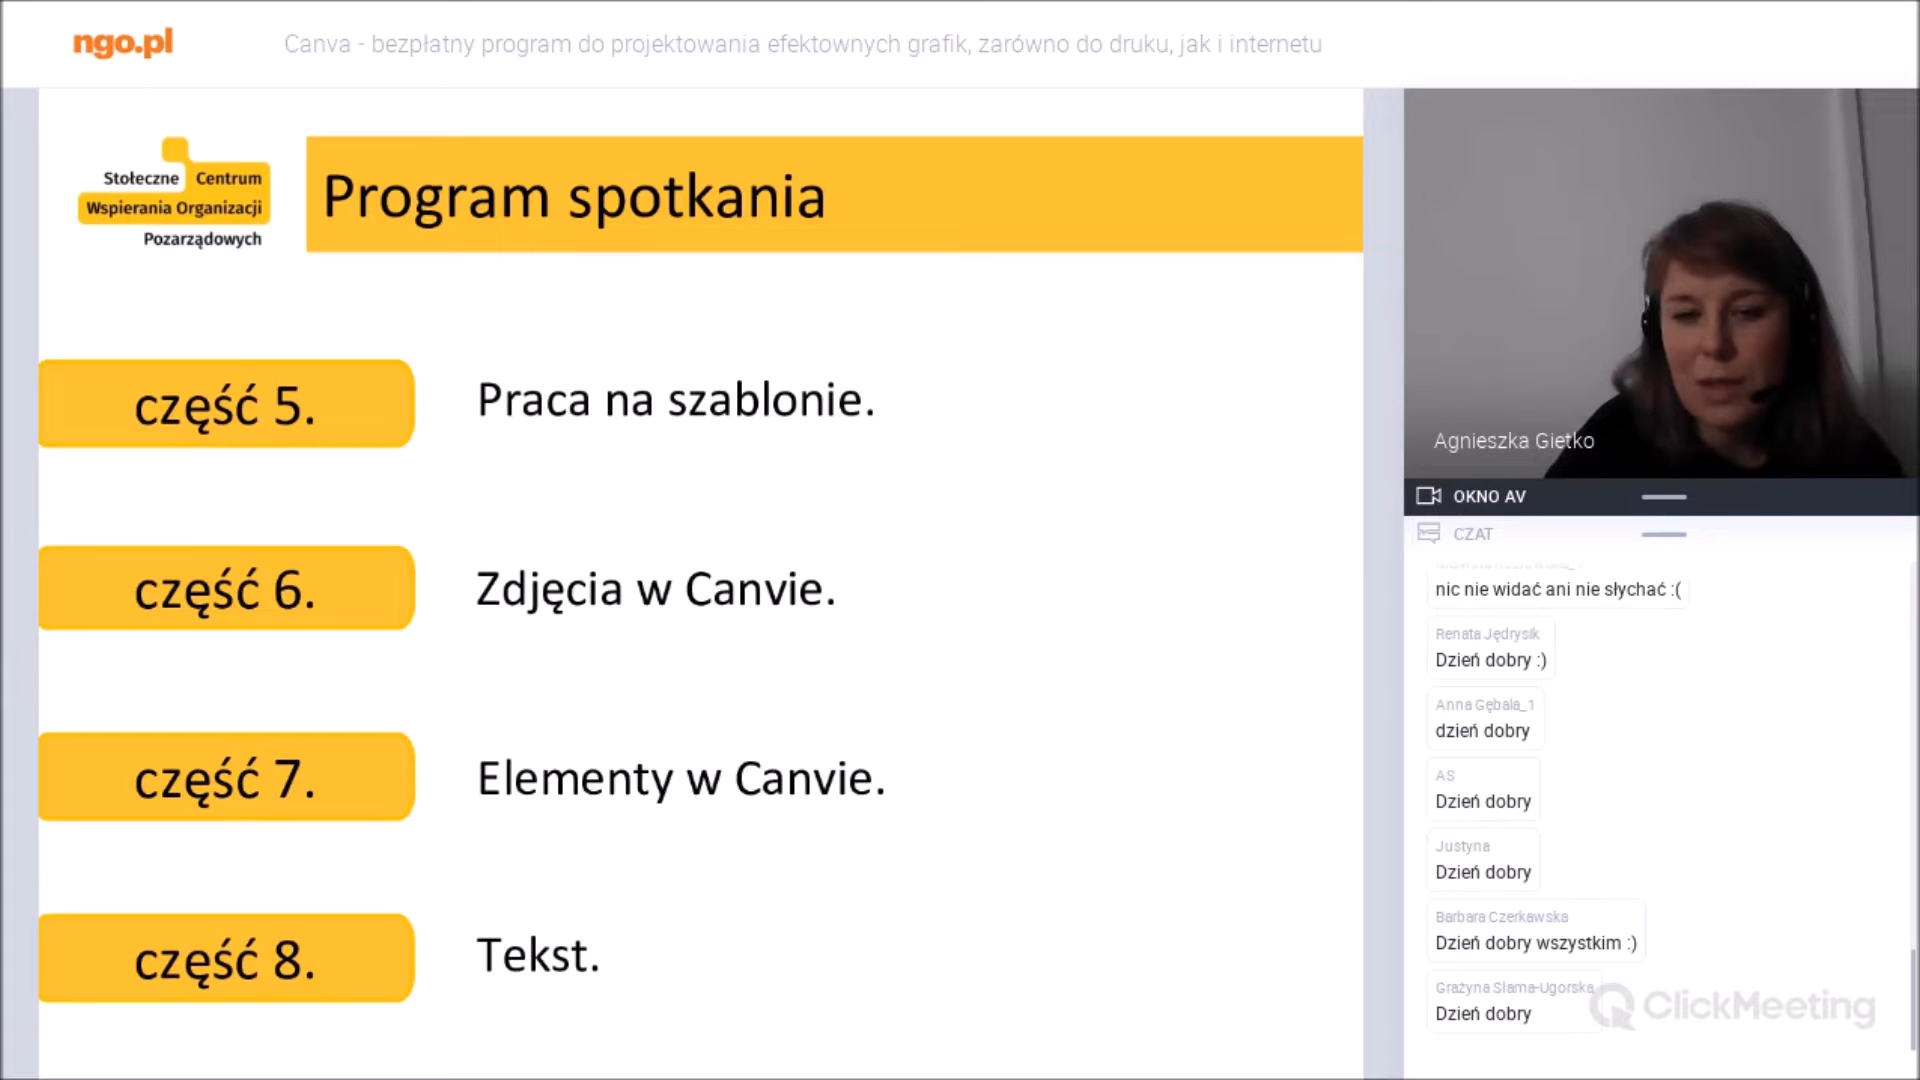 ngo.pl
Canva - bezpłatny program do projektowania efektownych grafik, zarówno do druku, jak i internetu
Stołeczne Centrum
Wspierania Organizacji
Pozarządowych
Program spotkania
część 5.
Praca na szablonie.
część 6.
Zdjęcia w Canvie.
część 7.
Elementy w Canvie.
część 8.
Tekst.
Agnieszka Gietko
OKNO AV
CZAT
nic nie widać ani nie słychać :(
Renata Jędrysik
Dzień dobry :)
Anna Gębala_1
dzień dobry
AS
Dzień dobry
Justyna
Dzień dobry
Barbara Czerkawska
Dzień dobry wszystkim :)
Grażyna Słama-Ugorska
Dzień dobry
ClickMeeting